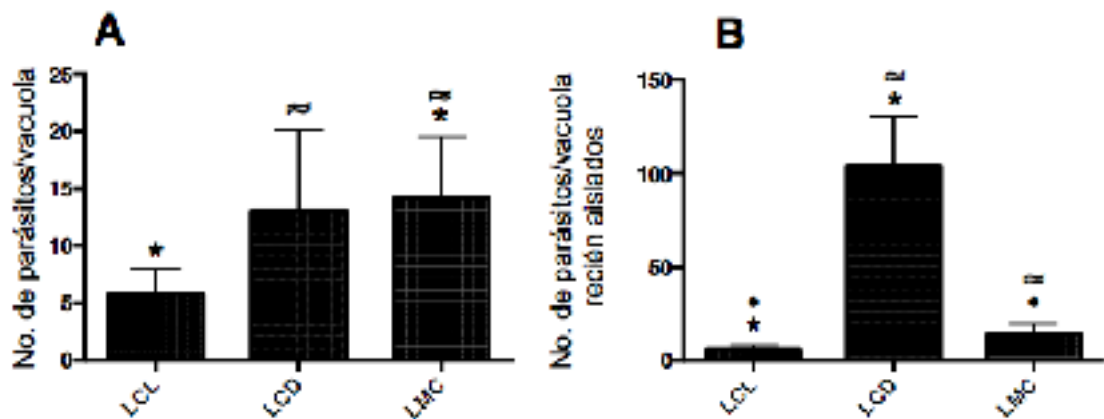 A
No. de parásitos/vacuola
25
20
15
10
5
0
*
*
LCL
LCD
LMC
B
No. de parásitos/vacuola
recién aislados
150
100
50
0
*
*
LCL
LCD
LMC